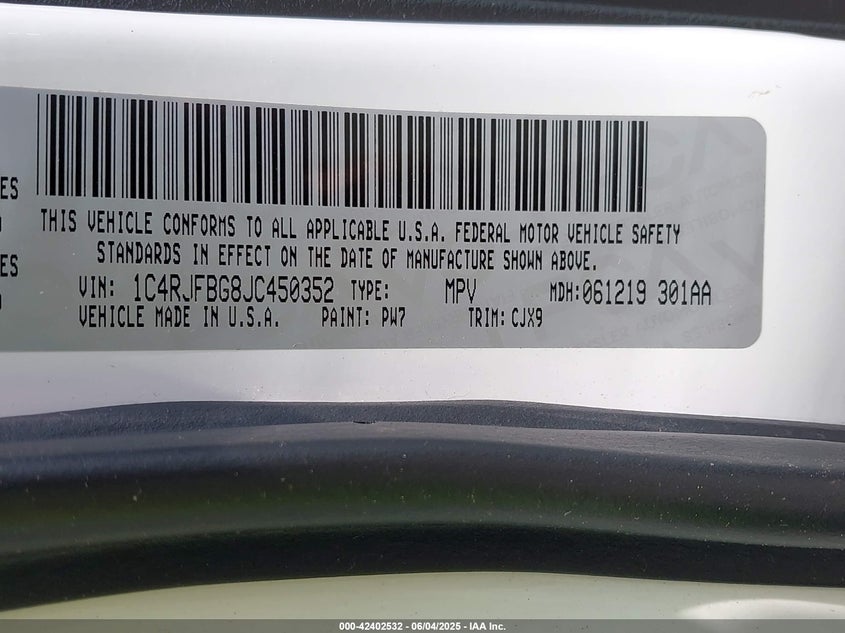 ES
THIS VEHICLE CONFORMS TO ALL APPLICABLE U.S.A. FEDERAL MOTOR VEHICLE SAFETY
STANDARDS IN EFFECT ON THE DATE OF MANUFACTURE SHOWN ABOVE.
ES
VIN: 1C4RJFBG8JC450352 TYPE: MPV MDH:061219 301AA
VEHICLE MADE IN U.S.A. PAINT: PW7 TRIM: CJX9
000-42402532 - 06/04/2025 - IAA Inc.